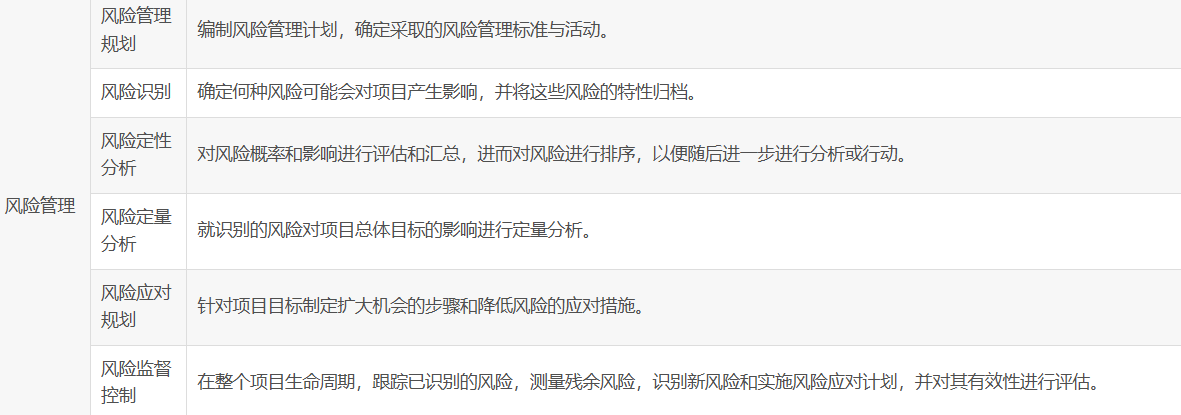 风险管理
规划
编制风险管理计划，确定采取的风险管理标准与活动。
风险识别
确定何种风险可能会对项目产生影响，并将这些风险的特性归档。
风险定性
分析
对风险概率和影响进行评估和汇总，进而对风险进行排序，以便随后进一步进行分析或行动。
风险管理
风险定量
分析
就识别的风险对项目总体目标的影响进行定量分析。
风险应对
规划
针对项目目标制定扩大机会的步骤和降低风险的应对措施。
风险监督
控制
在整个项目生命周期，跟踪已识别的风险，测量残余风险，识别新风险和实施风险应对计划，并对其有效性进行评估。